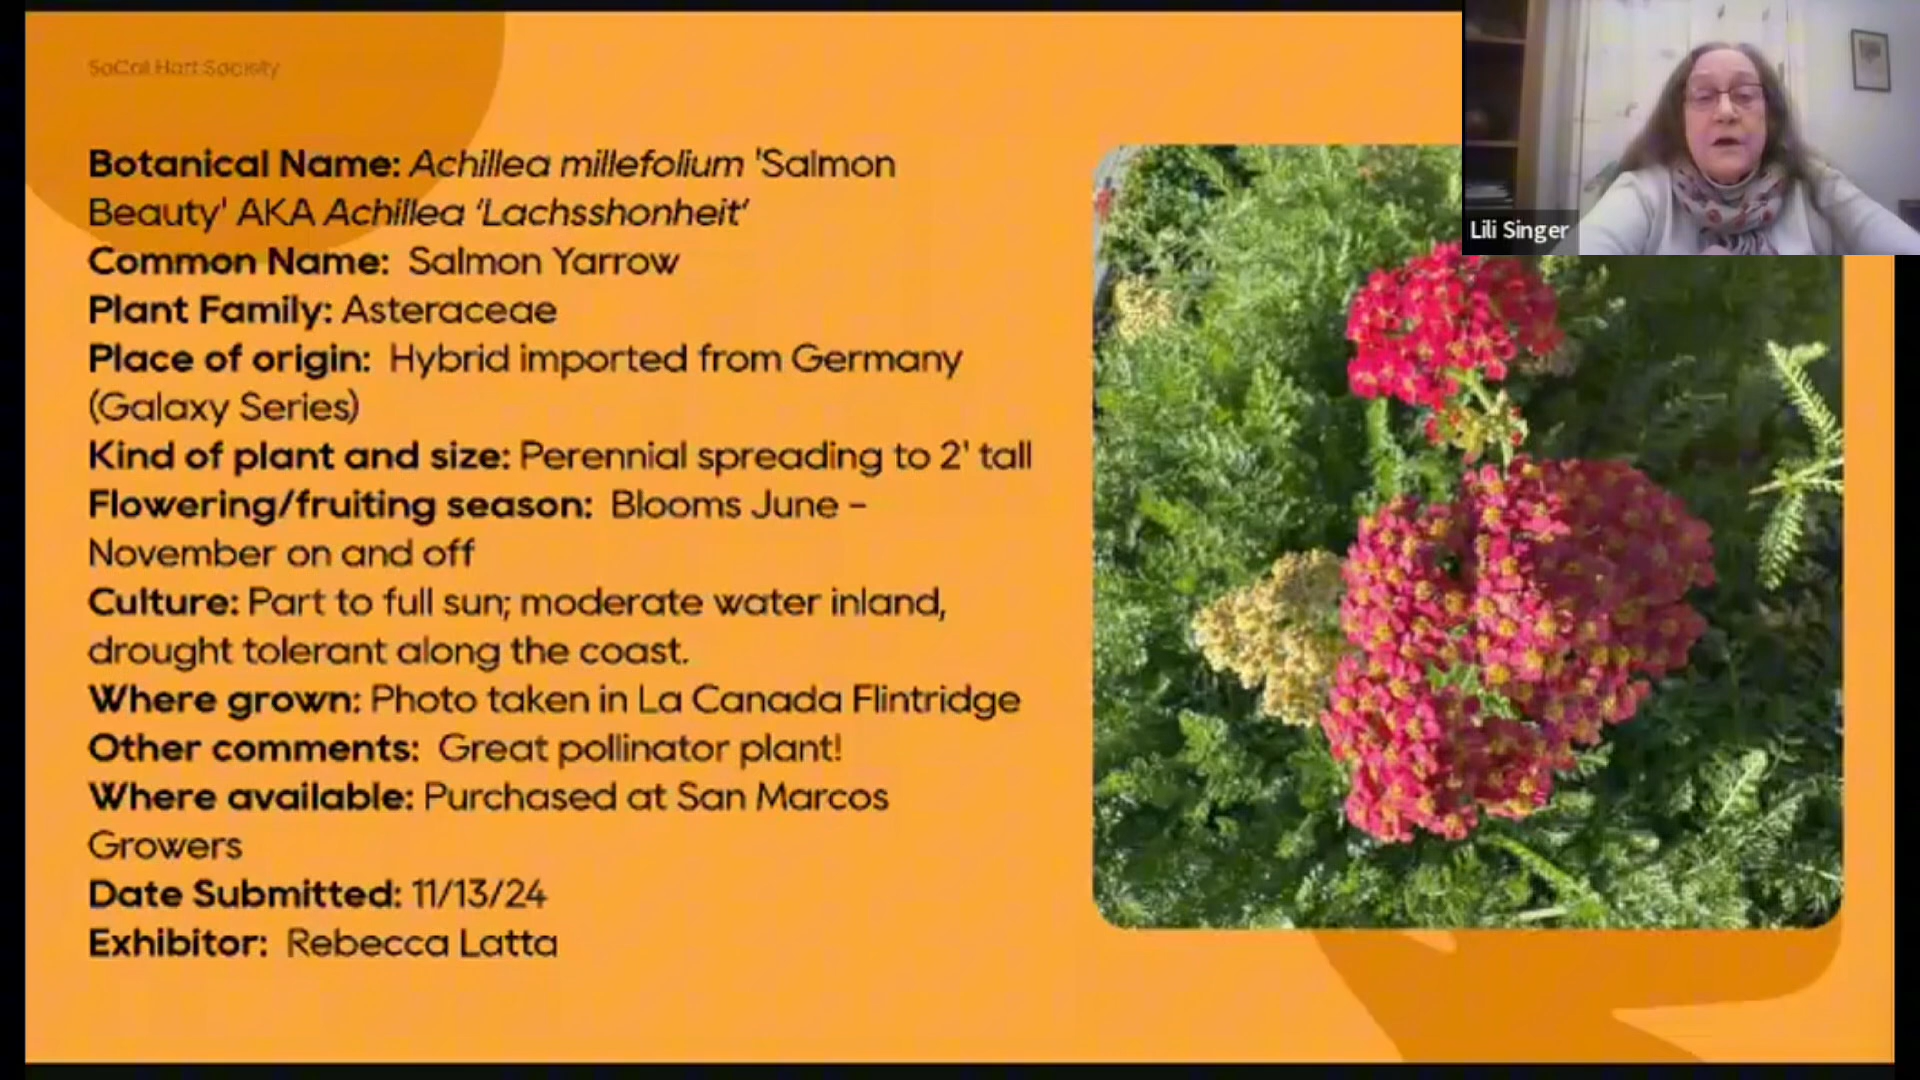 SoCal Hort Society
Botanical Name: Achillea millefolium 'Salmon
Beauty' AKA Achillea ‘Lachsshonheit’
Common Name: Salmon Yarrow
Plant Family: Asteraceae
Place of origin: Hybrid imported from Germany
(Galaxy Series)
Kind of plant and size: Perennial spreading to 2' tall
Flowering/fruiting season: Blooms June –
November on and off
Culture: Part to full sun; moderate water inland,
drought tolerant along the coast.
Where grown: Photo taken in La Canada Flintridge
Other comments: Great pollinator plant!
Where available: Purchased at San Marcos
Growers
Date Submitted: 11/13/24
Exhibitor: Rebecca Latta
Lili Singer